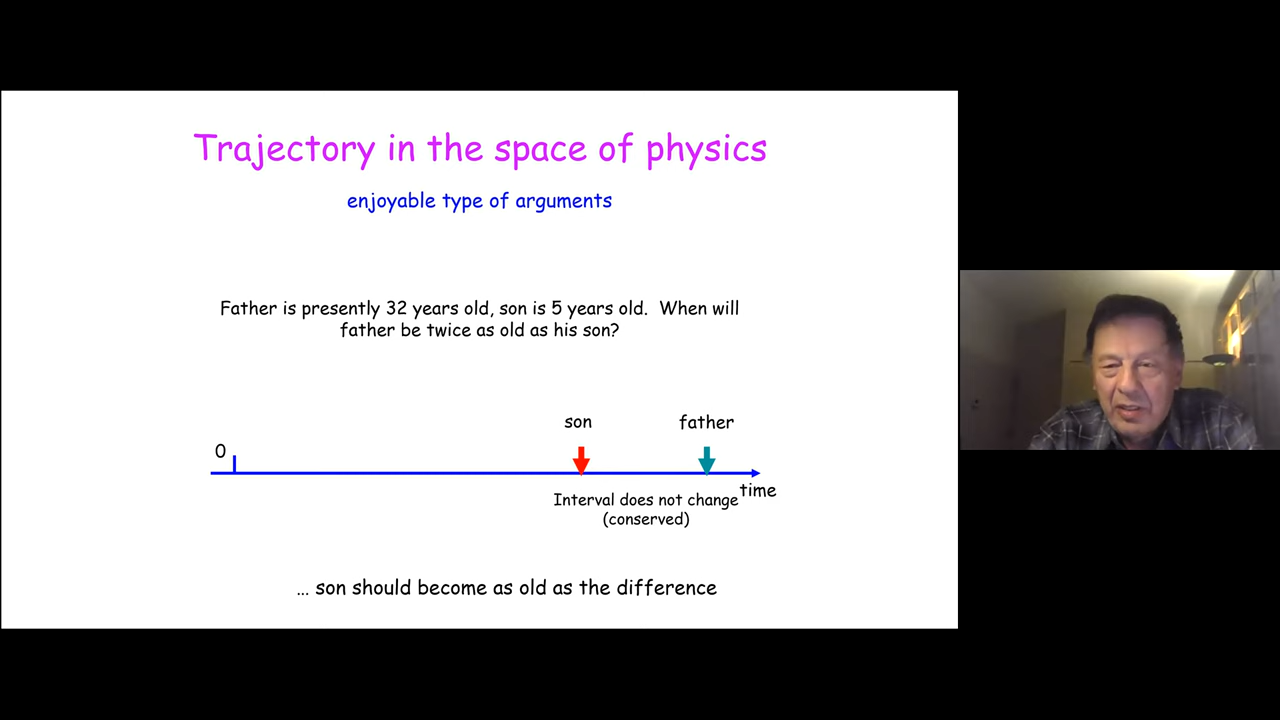 Trajectory in the space of physics
enjoyable type of arguments
Father is presently 32 years old, son is 5 years old. When will
father be twice as old as his son?
son
father
0
time
Interval does not change
(conserved)
... son should become as old as the difference